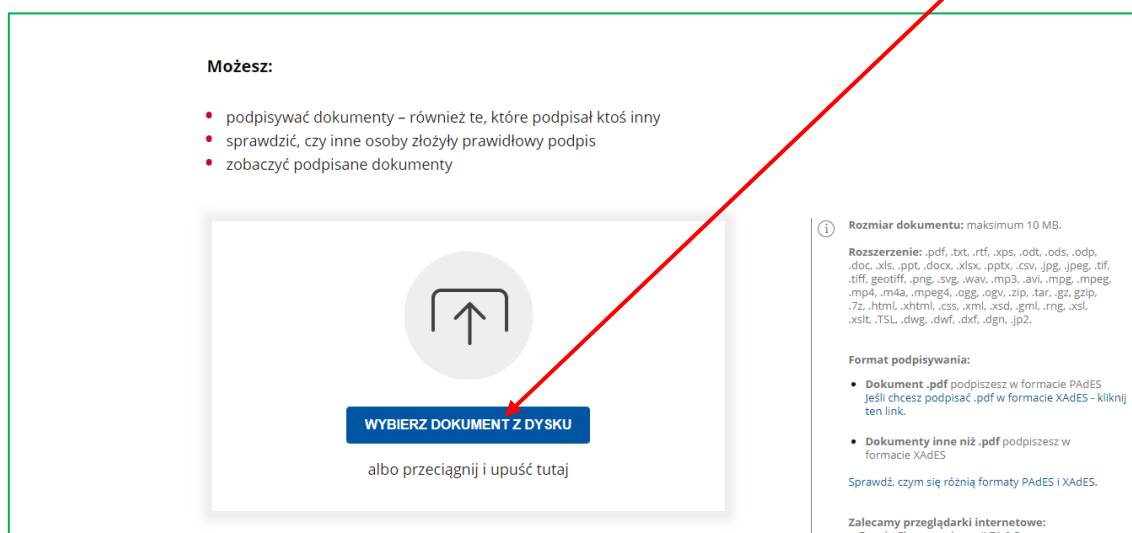 Możesz:
podpisywać dokumenty – również te, które podpisał ktoś inny
sprawdzić, czy inne osoby złożyły prawidłowy podpis
zobaczyć podpisane dokumenty
WYBIERZ DOKUMENT Z DYSKU
albo przeciągnij i upuść tutaj
Rozmiar dokumentu: maksimum 10 MB.
Rozszerzenie: .pdf, .txt, .rtf, .xps, .odt, .ods, .odp,
.doc, .xls, .ppt, .docx, .xlsx, .pptx, .csv, .jpg, .jpeg, .tif,
.tiff, geotiff, .png, .svg, .wav, .mp3, .avi, .mpg, .mpeg,
.mp4, .m4a, .mpeg4, .ogg, .ogv, .zip, .tar, .gz, gzip,
.7z, .html, .xhtml, .css, .xml, .xsd, .gml, .rng, .xsl,
.xslt, .TSL, .dwg, .dwf, .dxf, .dgn, .jp2.
Format podpisywania:
Dokument .pdf podpiszesz w formacie PAdES
Jeśli chcesz podpisać .pdf w formacie XAdES - kliknij
ten link.
Dokumenty inne niż .pdf podpiszesz w
formacie XAdES
Sprawdź, czym się różnią formaty PAdES i XAdES.
Zalecamy przeglądarki internetowe: